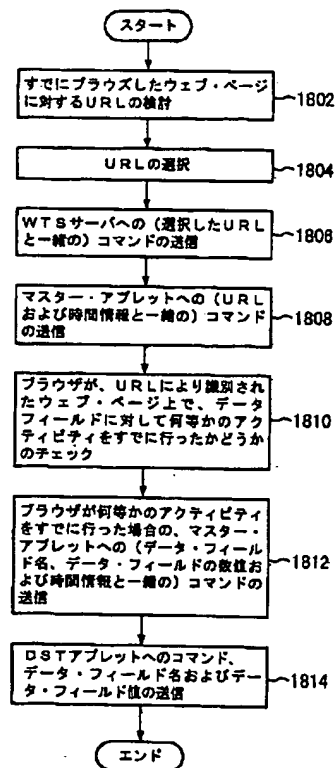 スタート
すでにブラウズしたウェブ・ページ
に対するURLの検討
1802
URLの選択
1804
WTSサーバへの(選択したURL
と一緒の)コマンドの送信
1806
マスター・アプレットへの(URL
および時間情報と一緒の)コマンド
の送信
1808
ブラウザが、URLにより識別され
たウェブ・ページ上で、データ
フィールドに対して何等かのアク
ティビティをすでに行ったかどうか
のチェック
1810
ブラウザが何等かのアクティビティ
をすでに行った場合の、マスター・
アプレットへの(データ・フィール
ド名、データ・フィールドの数値お
よび時間情報と一緒の)コマンドの
送信
1812
DSTアプレットへのコマンド、
データ・フィールド名およびデー
タ・フィールド値の送信
1814
エンド